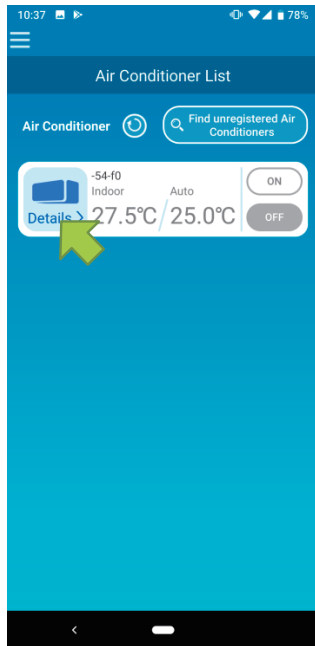 10:37 78%
Air Conditioner List
Air Conditioner
Find unregistered Air
Conditioners
-54-f0
Indoor Auto
27.5℃ 25.0℃
Details >
ON
OFF